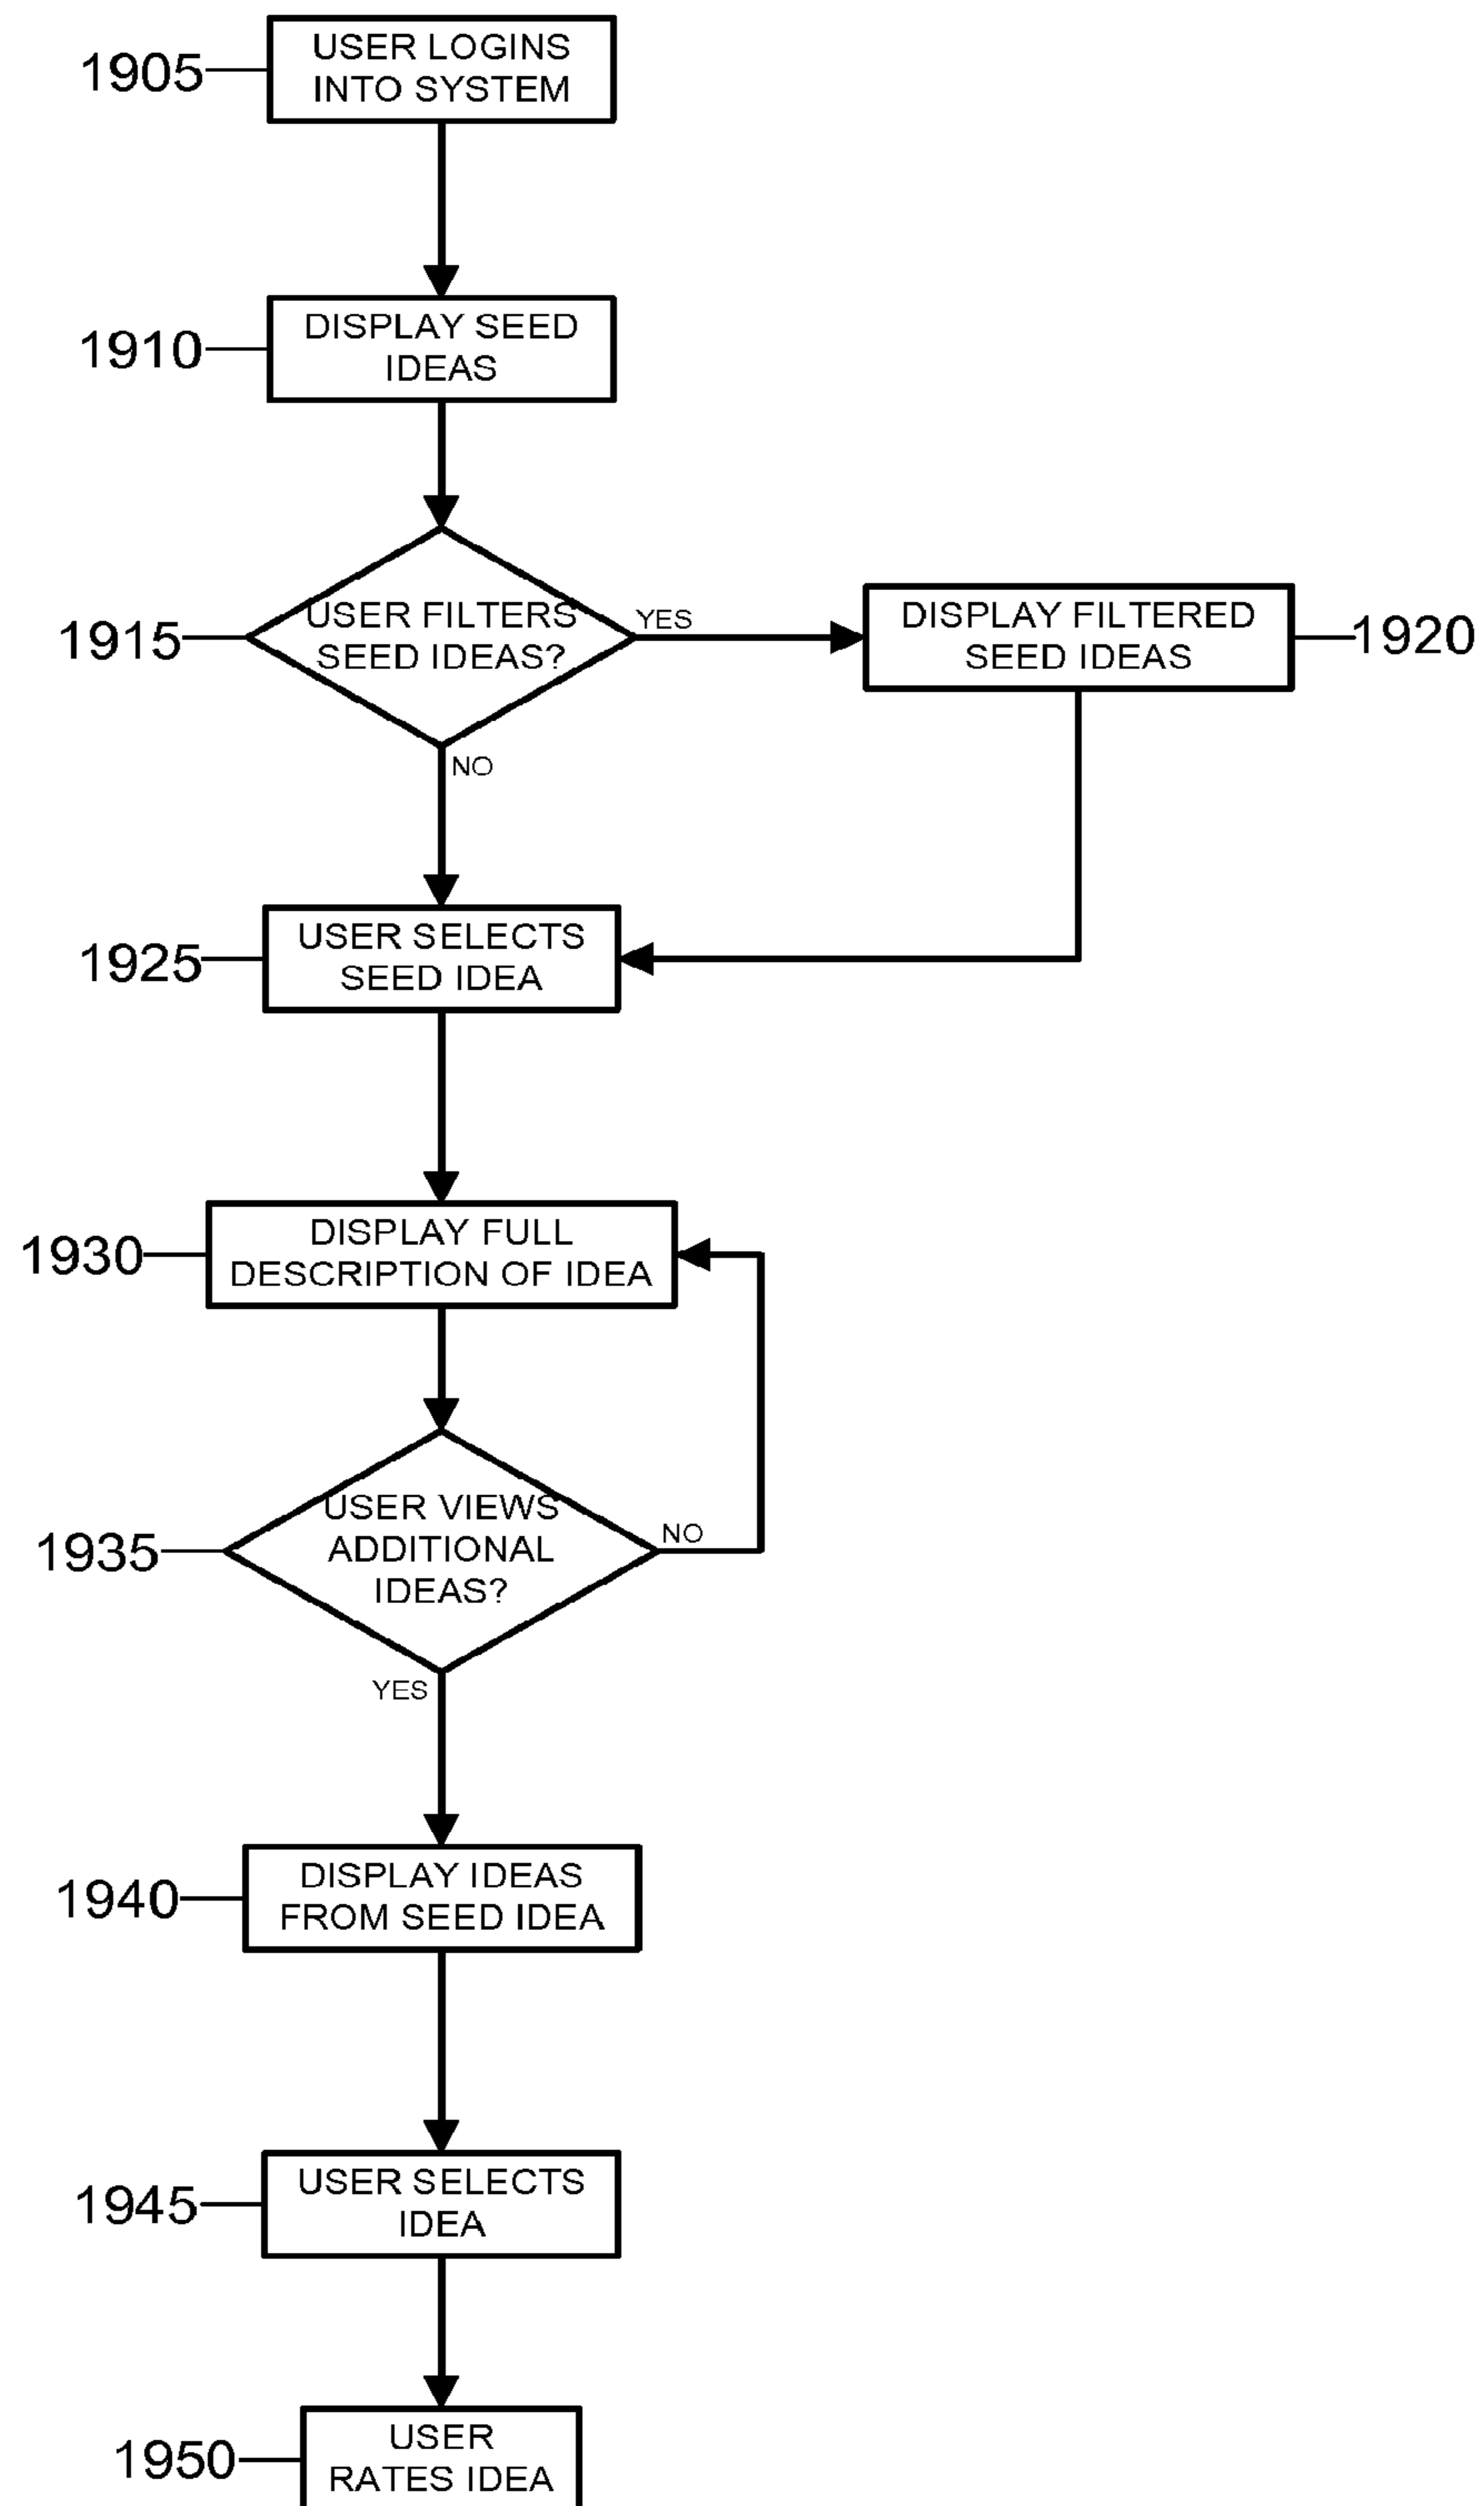 1905
USER LOGINS
INTO SYSTEM
1910
DISPLAY SEED
IDEAS
1915
USER FILTERS
SEED IDEAS?
YES
DISPLAY FILTERED
SEED IDEAS
1920
NO
1925
USER SELECTS
SEED IDEA
1930
DISPLAY FULL
DESCRIPTION OF IDEA
1935
USER VIEWS
ADDITIONAL
IDEAS?
NO
YES
1940
DISPLAY IDEAS
FROM SEED IDEA
1945
USER SELECTS
IDEA
1950
USER
RATES IDEA